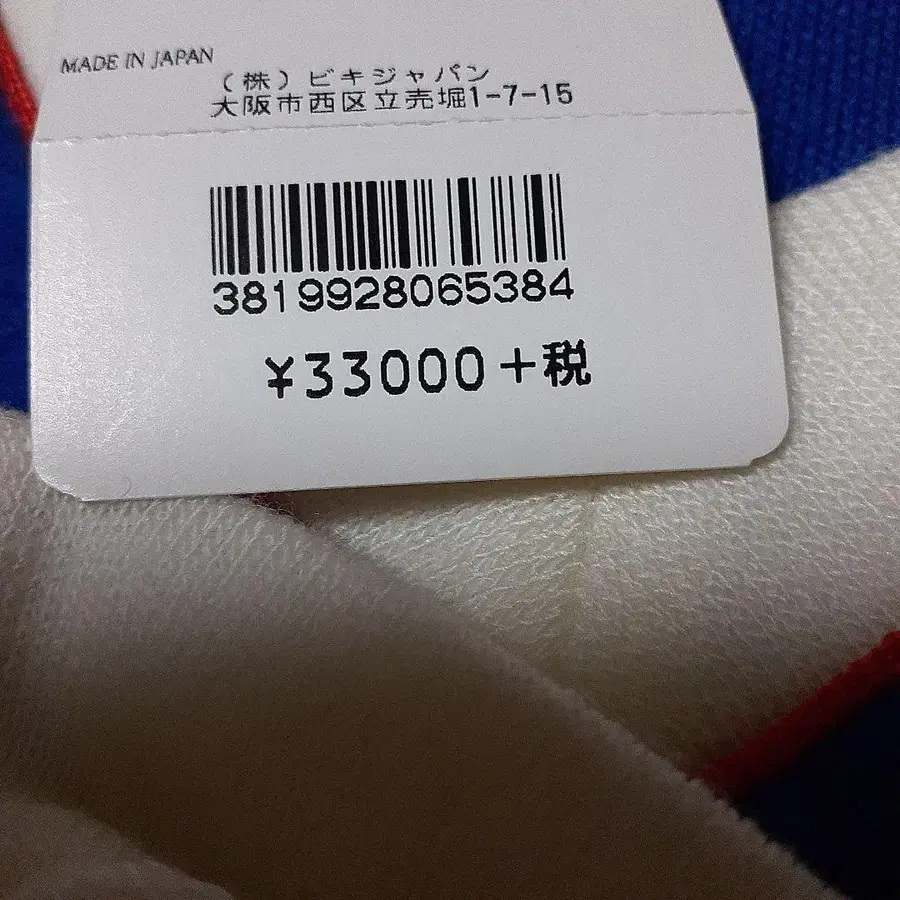 MADE IN JAPAN
(株)ビキジャパン
大阪市西区立売堀1-7-15
3819928065384
¥33000+税